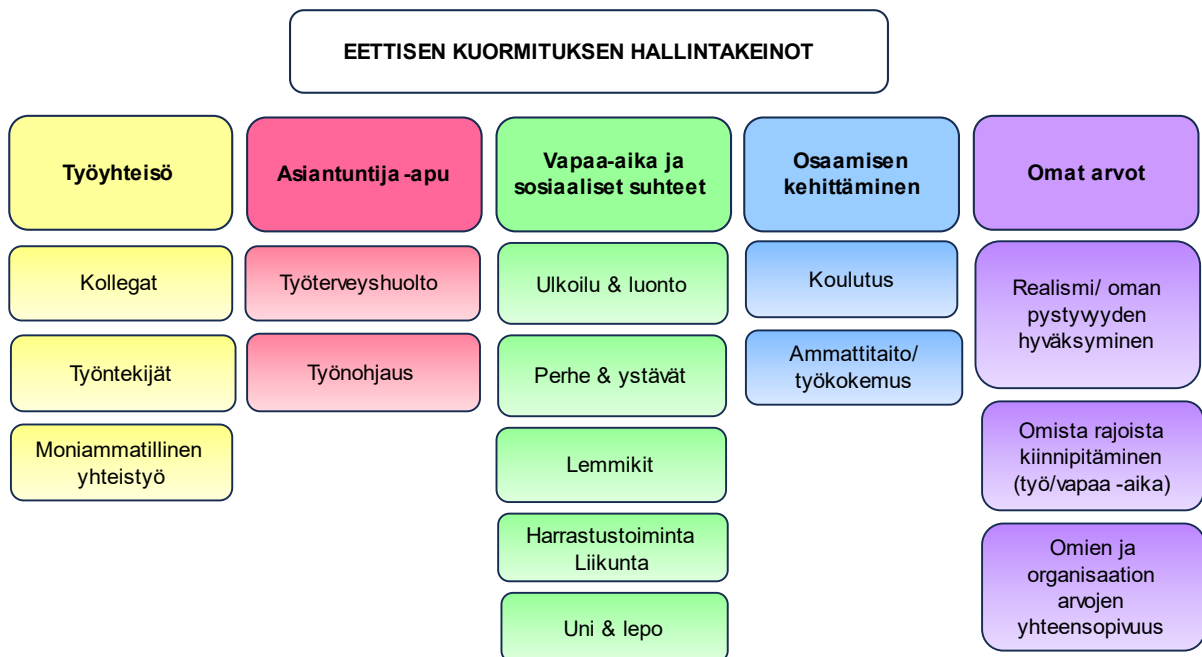 EETTISEN KUORMITUKSEN HALLINTAKEINOT
Työyhteisö
Kollegat
Työntekijät
Moniammatillinen
yhteistyö
Asiantuntija -apu
Työterveyshuolto
Työnohjaus
Vapaa-aika ja
sosiaaliset suhteet
Ulkoilu & luonto
Perhe & ystävät
Lemmikit
Harrastustoiminta
Liikunta
Uni & lepo
Osaamisen
kehittäminen
Koulutus
Ammattitaito/
työkokemus
Omat arvot
Realismi/ oman
pystyvyyden
hyväksyminen
Omista rajoista
kiinnipitäminen
(työ/vapaa -aika)
Omien ja
organisaation
arvojen
yhteensopivuus